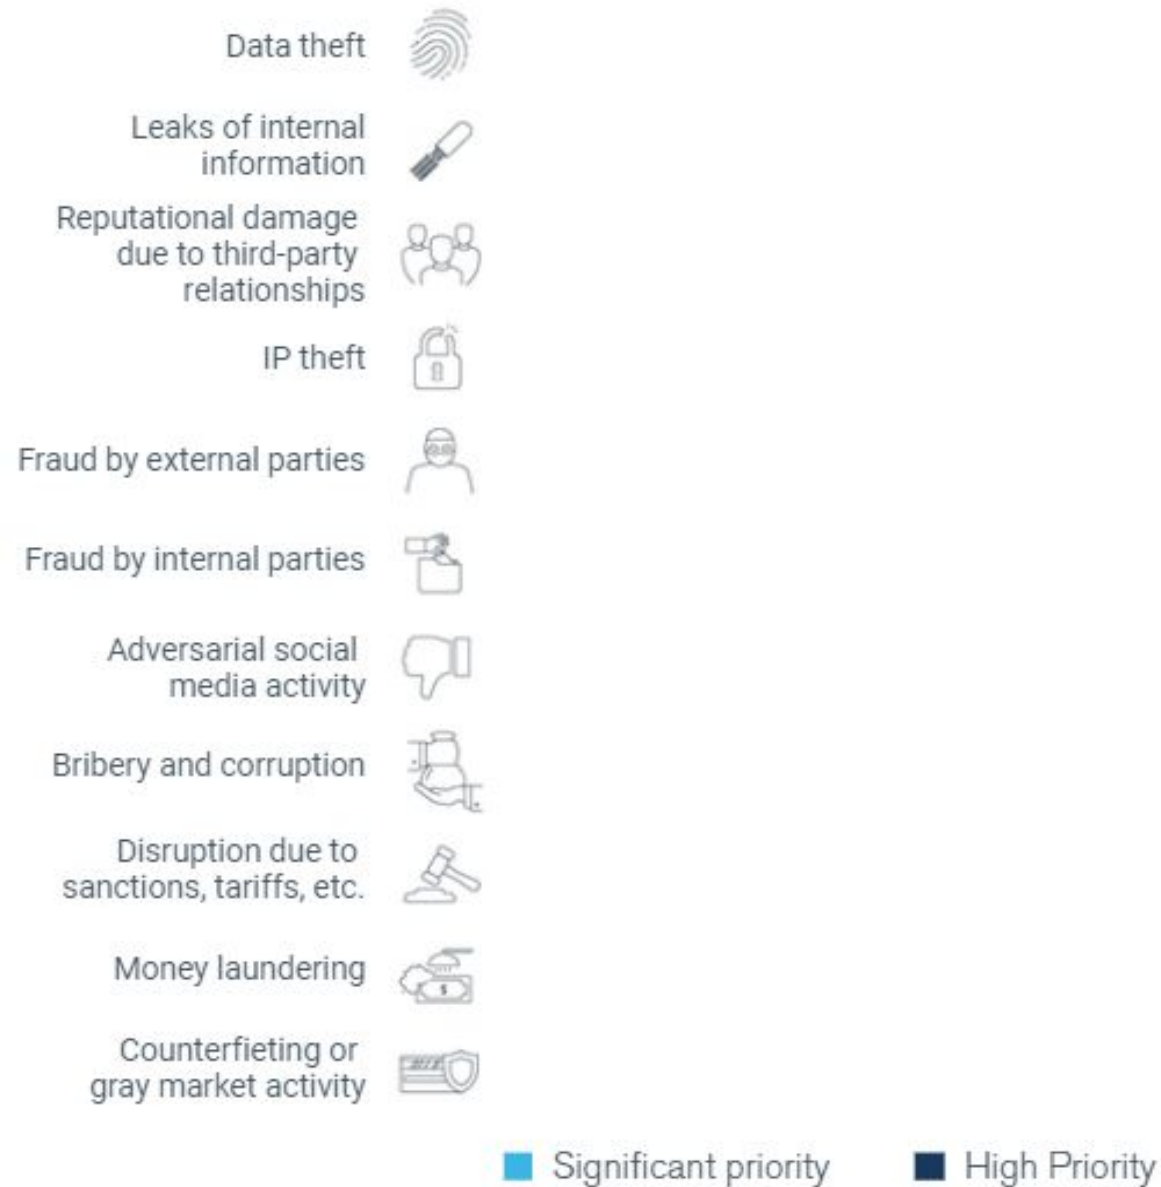 Data theft
Leaks of internal
information
Reputational damage
due to third-party
relationships
IP theft
Fraud by external parties
Fraud by internal parties
Adversarial social
media activity
Bribery and corruption
Disruption due to
sanctions, tariffs, etc.
Money laundering
$
Counterfieting or
gray market activity
Significant priority
High Priority